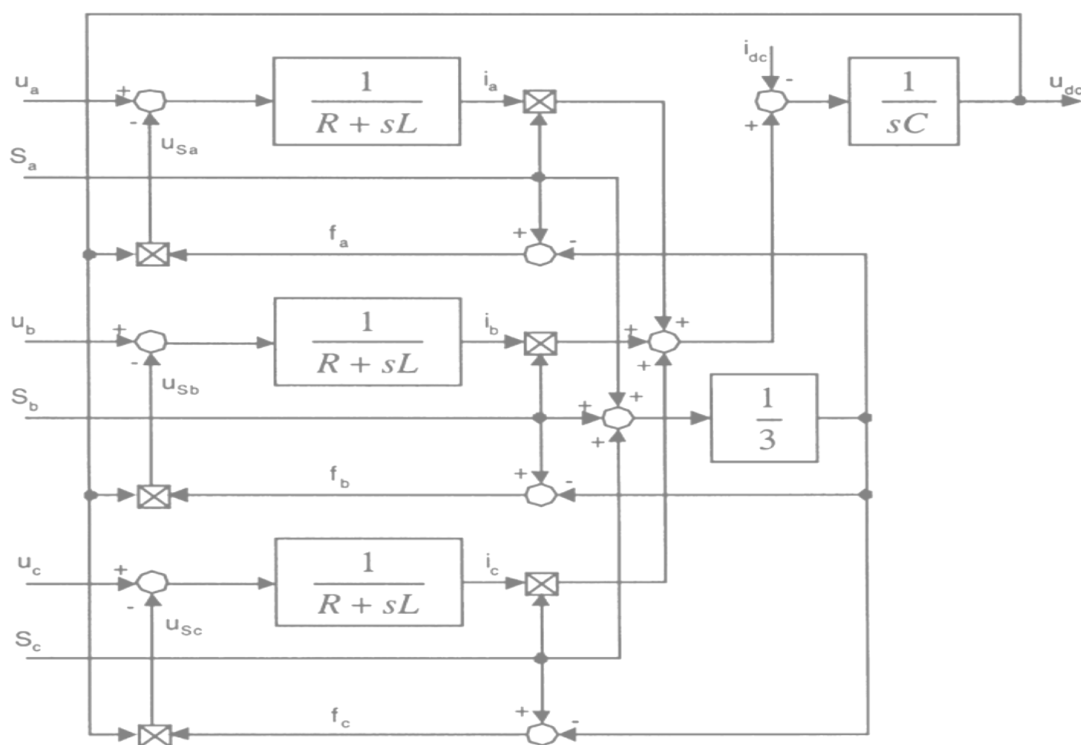 u_a + - 1 / R + sL i_a i_dc - + 1 / sC u_dc
u_Sa
S_a
f_a + -
u_b + - 1 / R + sL i_b + + +
u_Sb
S_b + + + 1 / 3
f_b + -
u_c + - 1 / R + sL i_c
u_Sc
S_c
f_c + -